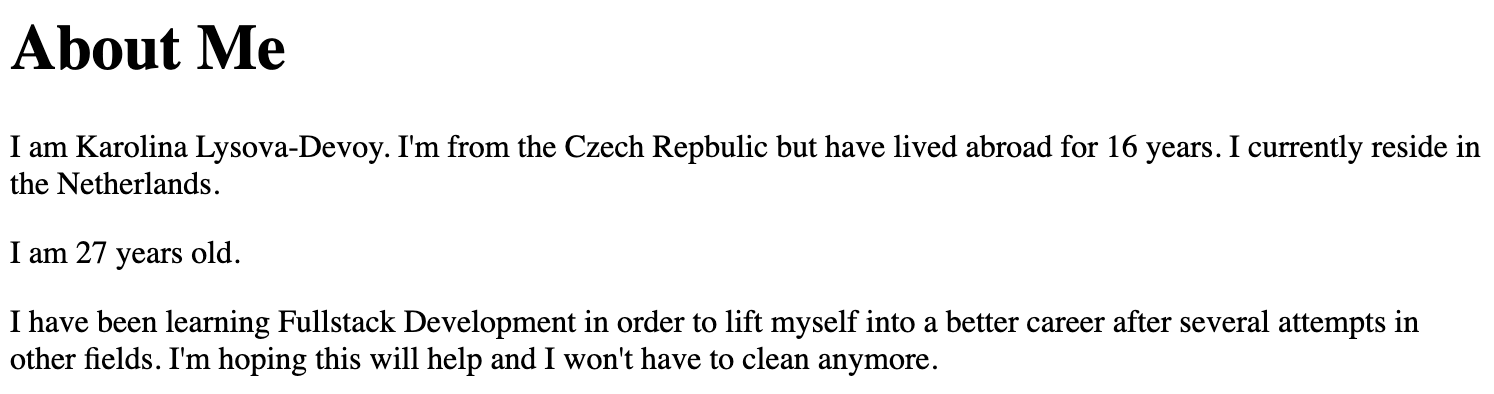 About Me
I am Karolina Lysova-Devoy. I'm from the Czech Repbulic but have lived abroad for 16 years. I currently reside in
the Netherlands.
I am 27 years old.
I have been learning Fullstack Development in order to lift myself into a better career after several attempts in
other fields. I'm hoping this will help and I won't have to clean anymore.